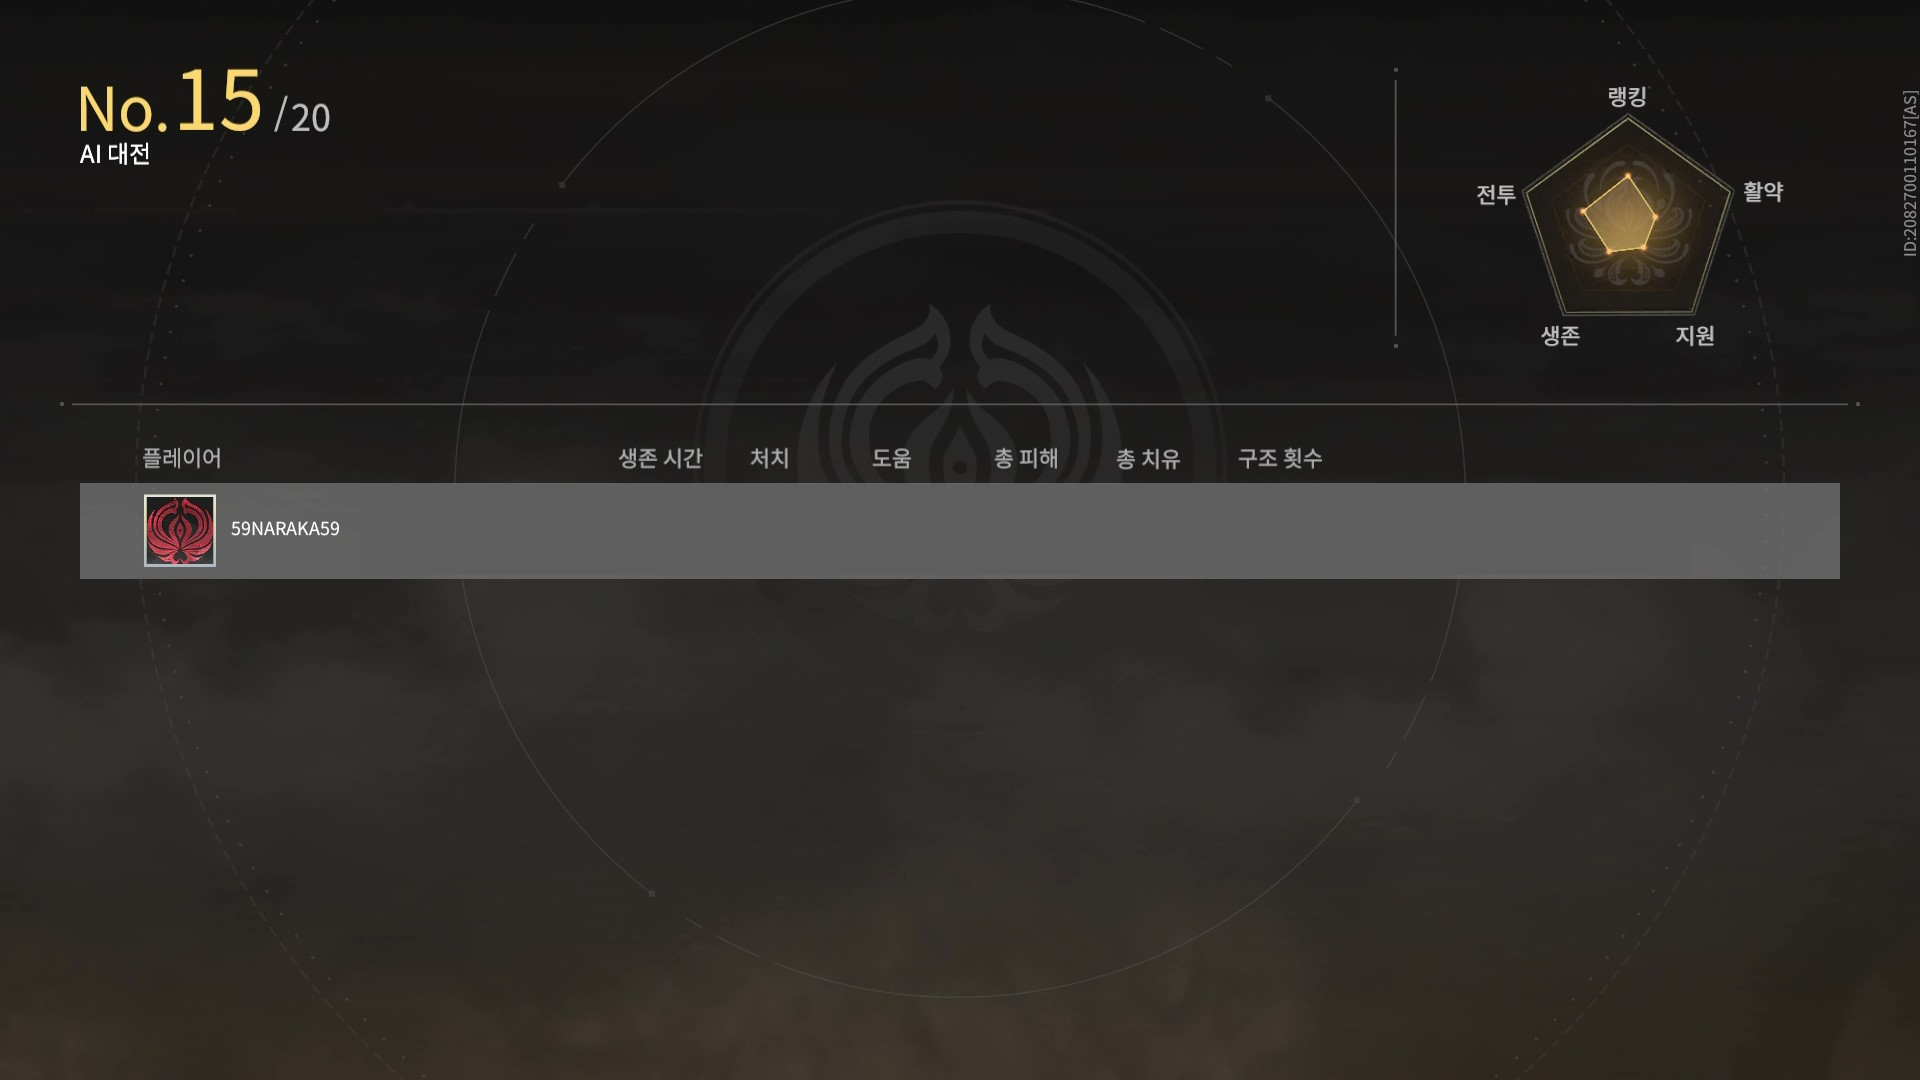 No.15/20
AI 대전
랭킹
전투
활약
생존
지원
ID:2082700110167[AS]
플레이어 생존 시간 처치 도움 총 피해 총 치유 구조 횟수
59NARAKA59